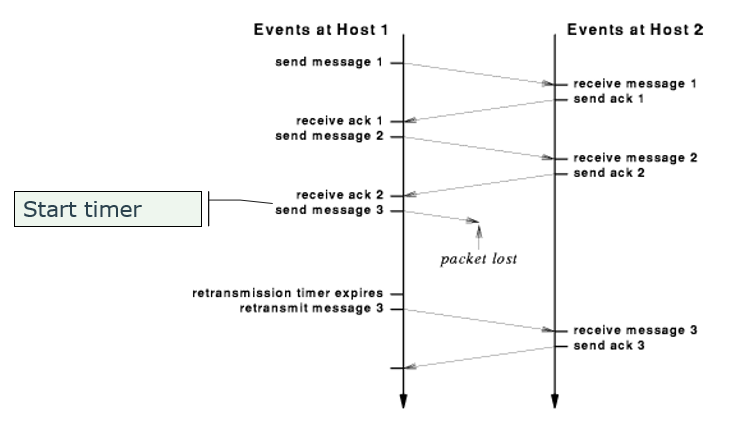 Events at Host 1
Events at Host 2
send message 1
receive message 1
send ack 1
receive ack 1
send message 2
receive message 2
send ack 2
receive ack 2
Start timer
send message 3
packet lost
retransmission timer expires
retransmit message 3
receive message 3
send ack 3